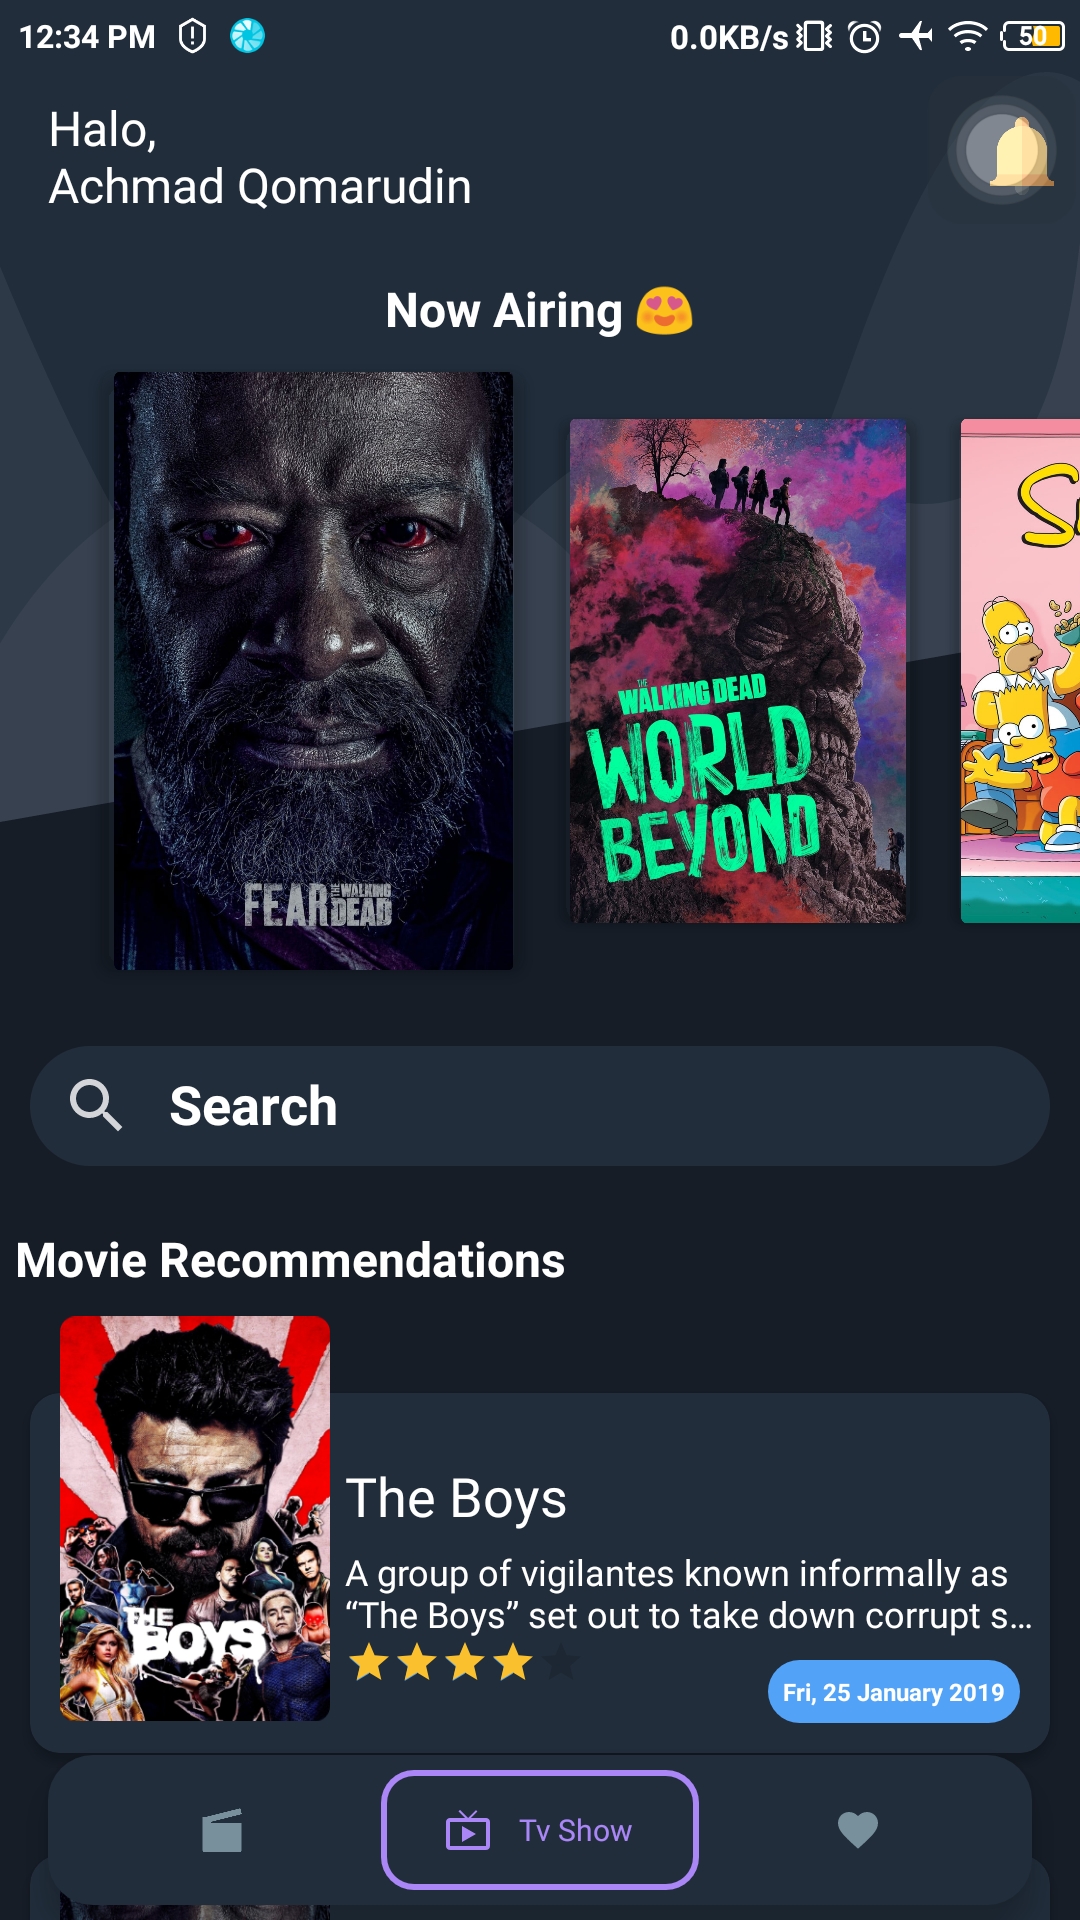 12:34 PM
0.0KB/s
50
Halo,
Achmad Qomarudin
Now Airing 😍
FEAR THE WALKING DEAD
THE
WALKING DEAD
WORLD
BEYOND
S
Search
Movie Recommendations
THE
BOYS
The Boys
A group of vigilantes known informally as
“The Boys” set out to take down corrupt s...
Fri, 25 January 2019
Tv Show